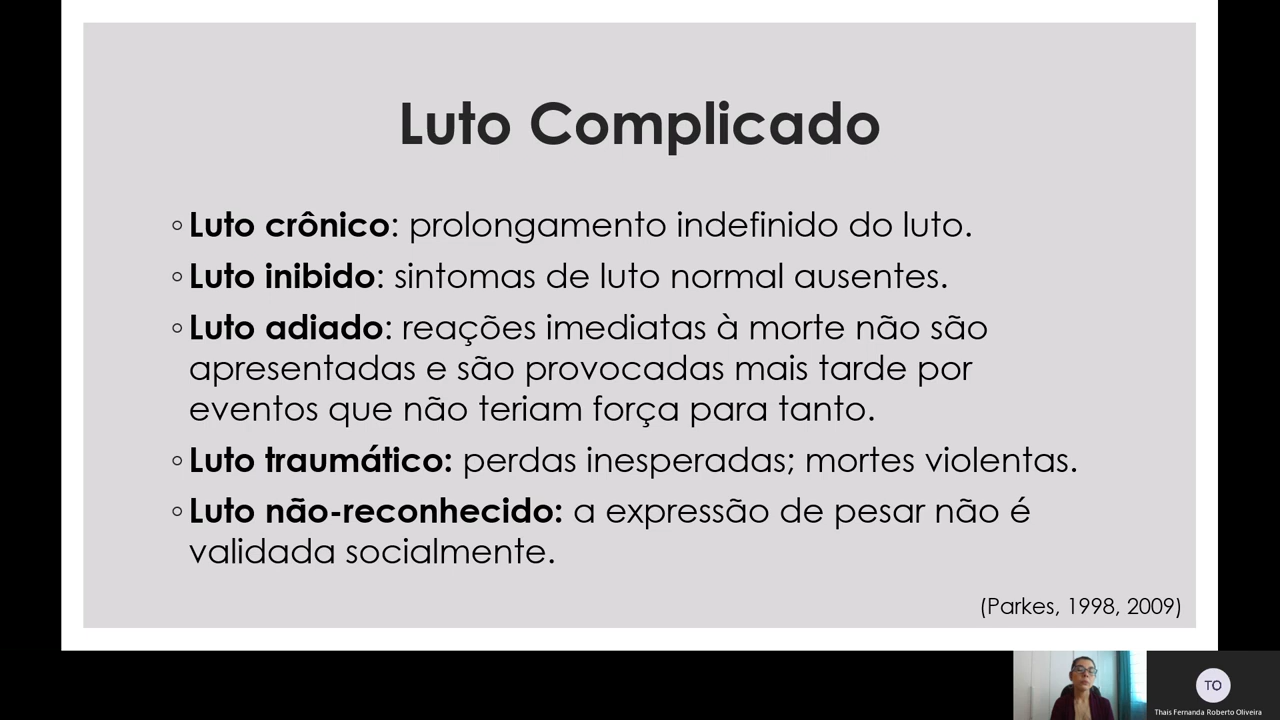 Luto Complicado
◦ Luto crônico: prolongamento indefinido do luto.
◦ Luto inibido: sintomas de luto normal ausentes.
◦ Luto adiado: reações imediatas à morte não são
apresentadas e são provocadas mais tarde por
eventos que não teriam força para tanto.
◦ Luto traumático: perdas inesperadas; mortes violentas.
◦ Luto não-reconhecido: a expressão de pesar não é
validada socialmente.
(Parkes, 1998, 2009)
TO
Thais Fernanda Roberto Oliveira